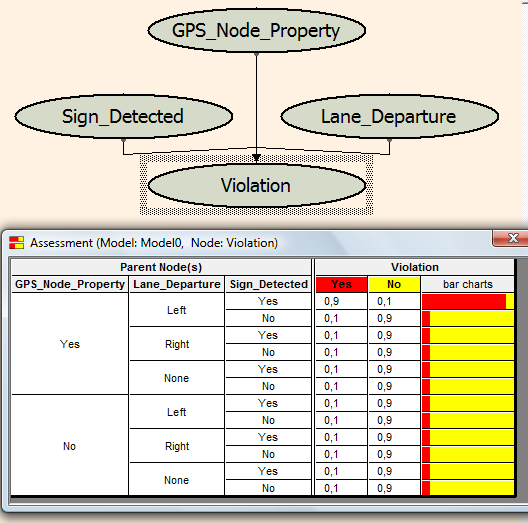 GPS_Node_Property
Sign_Detected
Lane_Departure
Violation
Assessment (Model: Model0, Node: Violation)
Parent Node(s) Violation
GPS_Node_Property Lane_Departure Sign_Detected Yes No bar charts
Yes Left Yes 0,9 0,1
No 0,1 0,9
Right Yes 0,1 0,9
No 0,1 0,9
None Yes 0,1 0,9
No 0,1 0,9
No Left Yes 0,1 0,9
No 0,1 0,9
Right Yes 0,1 0,9
No 0,1 0,9
None Yes 0,1 0,9
No 0,1 0,9